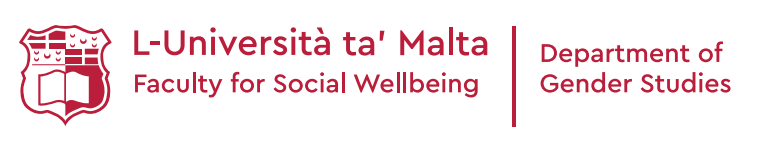 L-Università ta' Malta
Faculty for Social Wellbeing
Department of
Gender Studies